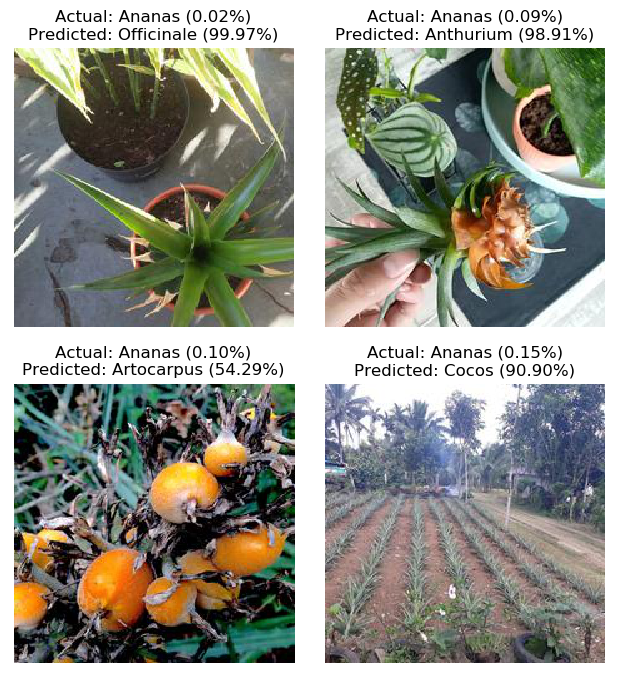 Actual: Ananas (0.02%)
Predicted: Officinale (99.97%)
Actual: Ananas (0.09%)
Predicted: Anthurium (98.91%)
Actual: Ananas (0.10%)
Predicted: Artocarpus (54.29%)
Actual: Ananas (0.15%)
Predicted: Cocos (90.90%)